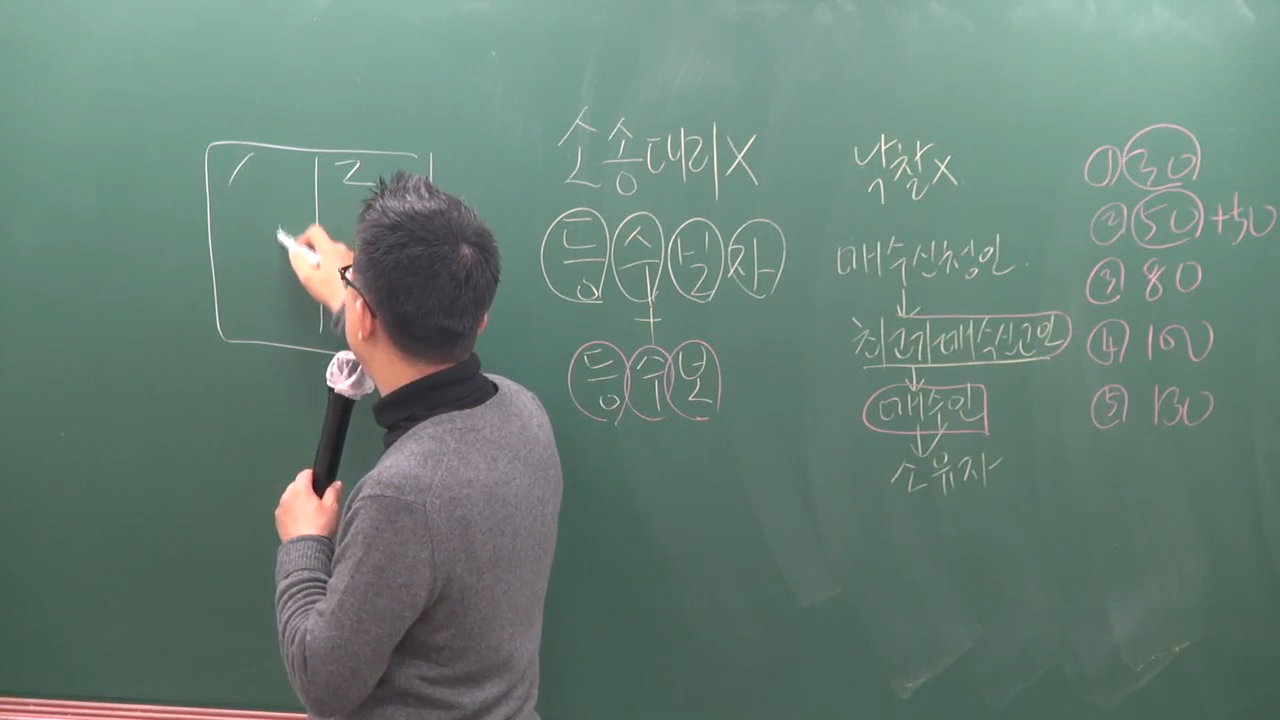 1 2
소송대리X
등수빌자
등수보
낙찰X
매수신청인
최고가매수신고인
매수인
소유자
① 30
② 50 +50
③ 80
④ 100
⑤ 130